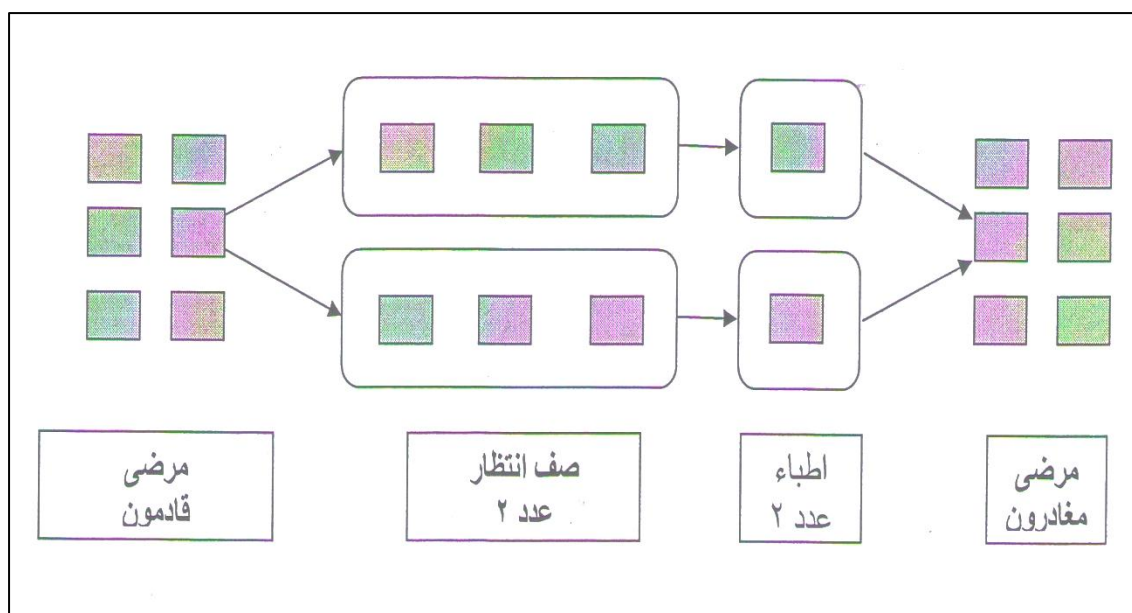 مرضى
قادمون
صف انتظار
عدد ٢
اطباء
عدد ٢
مرضى
مغادرون